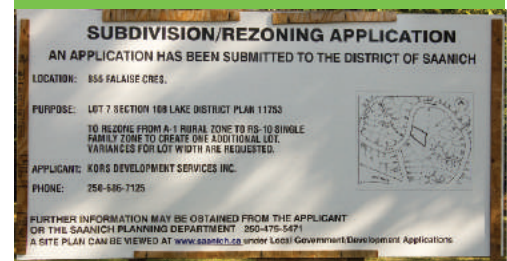 SUBDIVISION/REZONING APPLICATION
AN APPLICATION HAS BEEN SUBMITTED TO THE DISTRICT OF SAANICH
LOCATION: 855 FALAISE CRES.
PURPOSE: LOT 7 SECTION 108 LAKE DISTRICT PLAN 11753
TO REZONE FROM A-1 RURAL ZONE TO RS-10 SINGLE
FAMILY ZONE TO CREATE ONE ADDITIONAL LOT.
VARIANCES FOR LOT WIDTH ARE REQUESTED.
APPLICANT: KORS DEVELOPMENT SERVICES INC.
PHONE: 250-686-7125
FURTHER INFORMATION MAY BE OBTAINED FROM THE APPLICANT
OR THE SAANICH PLANNING DEPARTMENT 250-475-5471
A SITE PLAN CAN BE VIEWED AT www.saanich.ca under Local Government/Development Applications